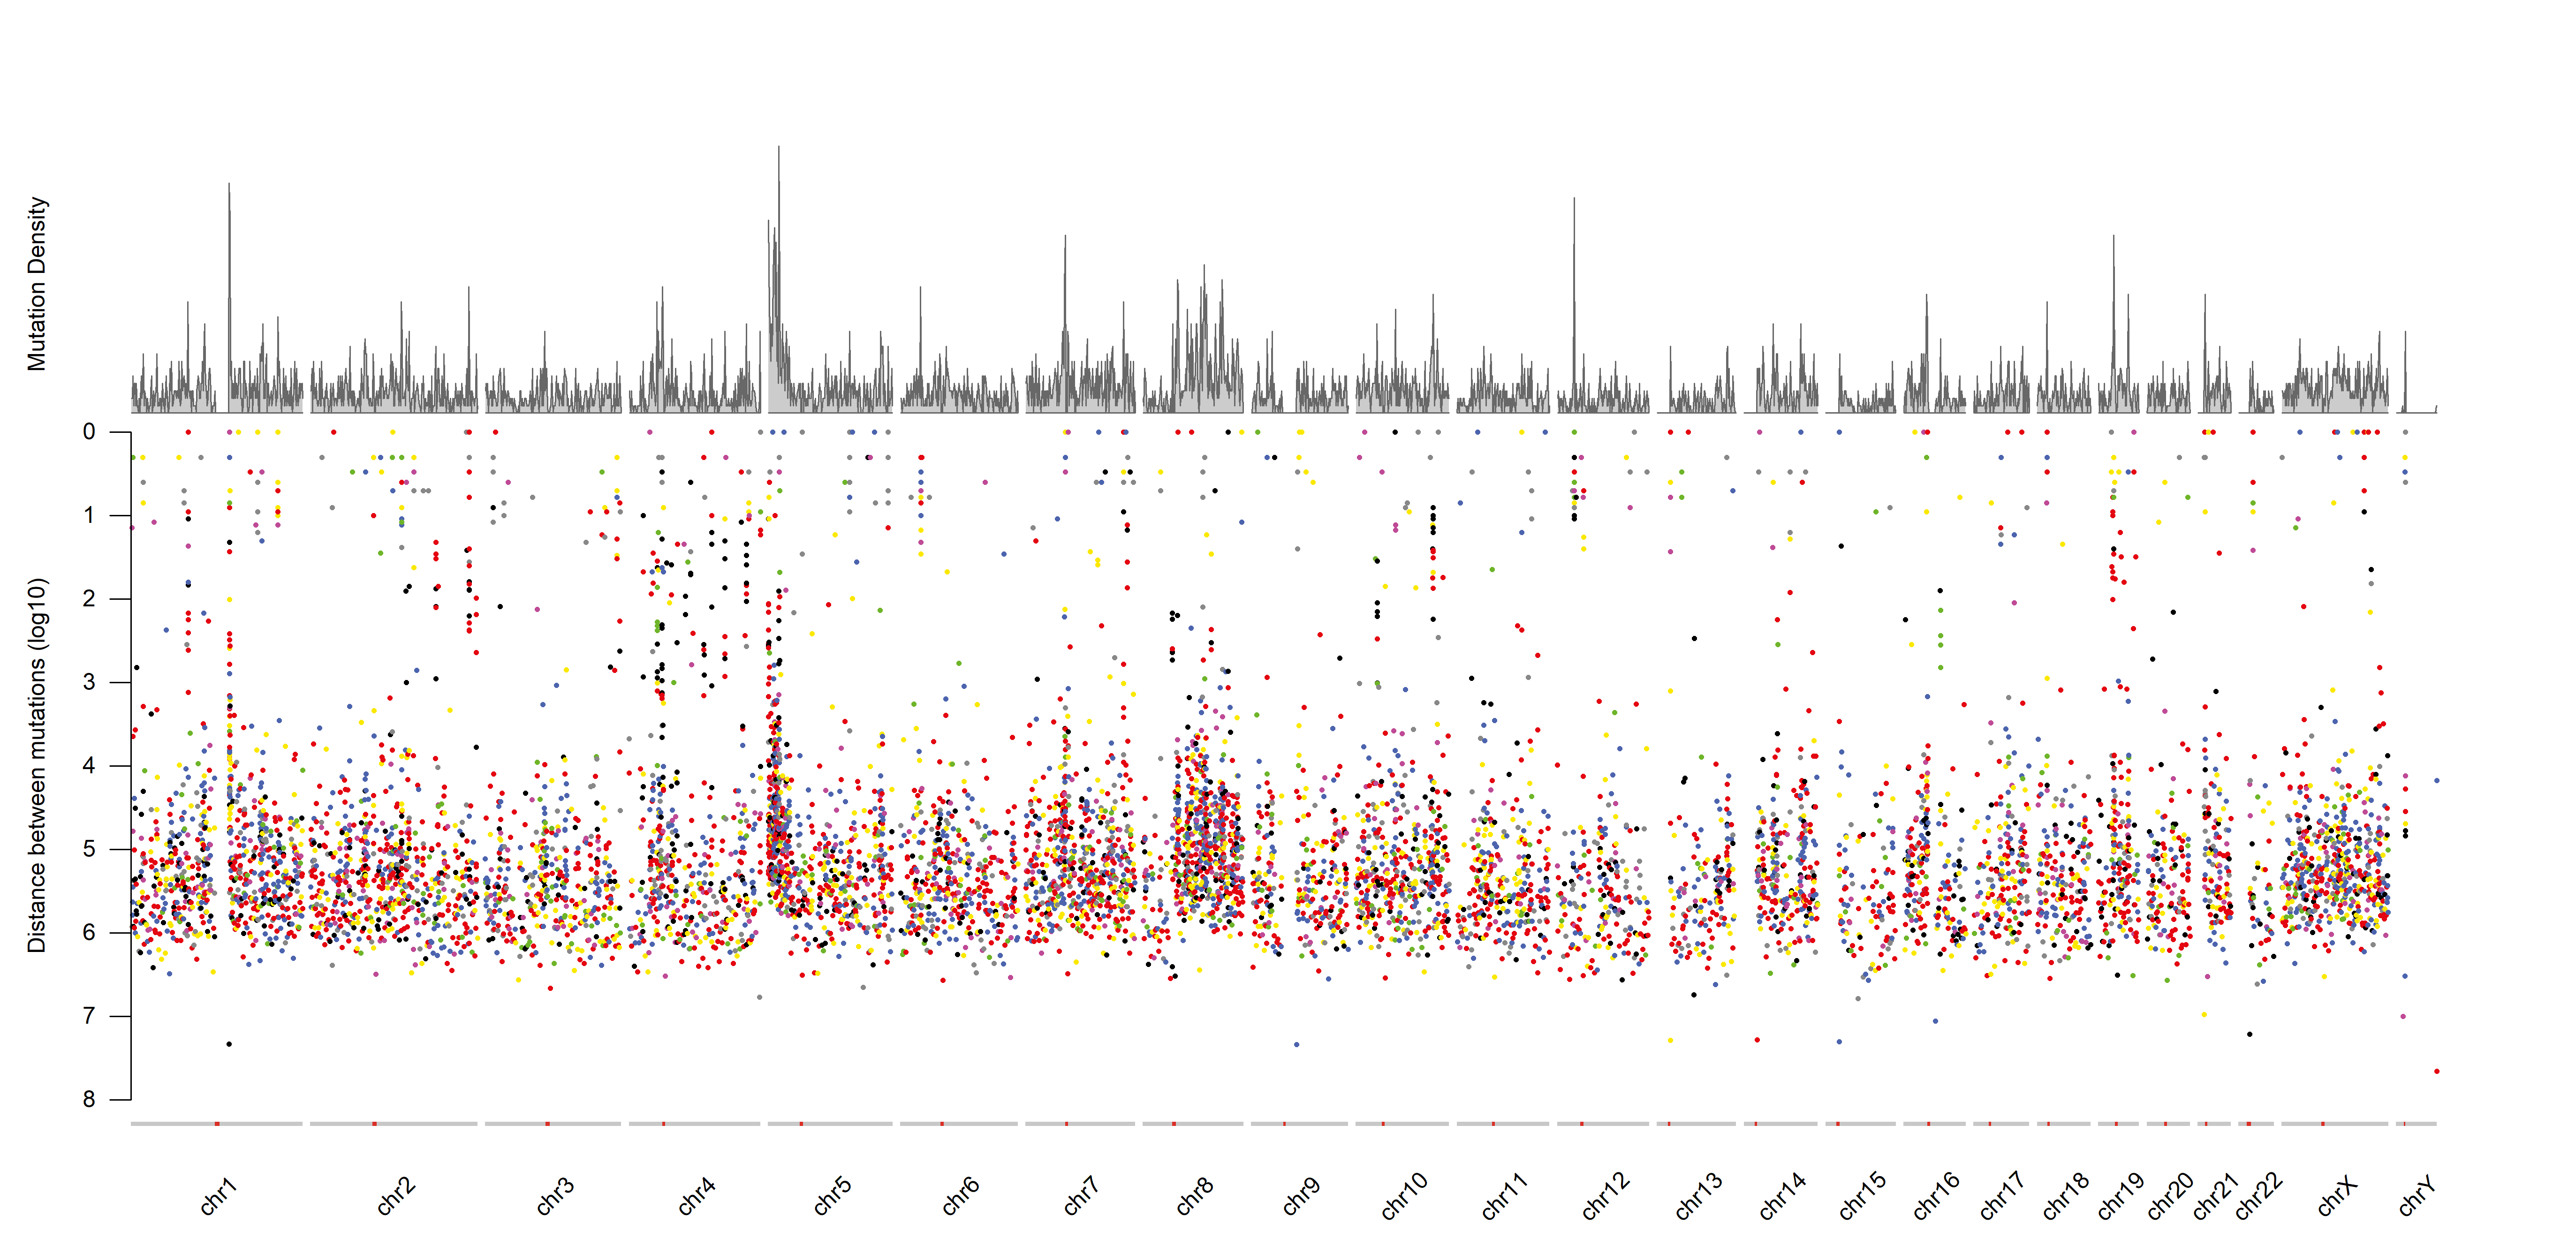 Mutation Density
Distance between mutations (log10)
0
1
2
3
4
5
6
7
8
chr1
chr2
chr3
chr4
chr5
chr6
chr7
chr8
chr9
chr10
chr11
chr12
chr13
chr14
chr15
chr16
chr17
chr18
chr19
chr20
chr21
chr22
chrX
chrY